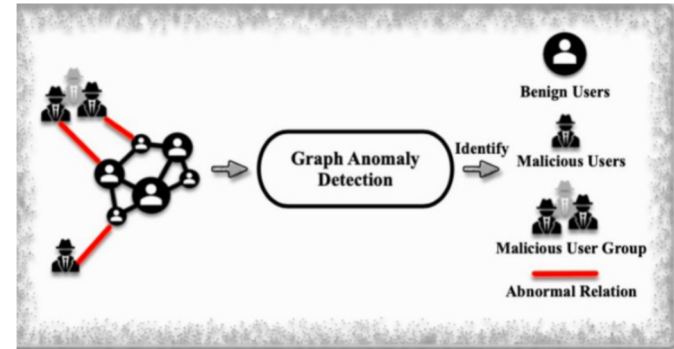 Graph Anomaly
Detection
Identify
Benign Users
Malicious Users
Malicious User Group
Abnormal Relation